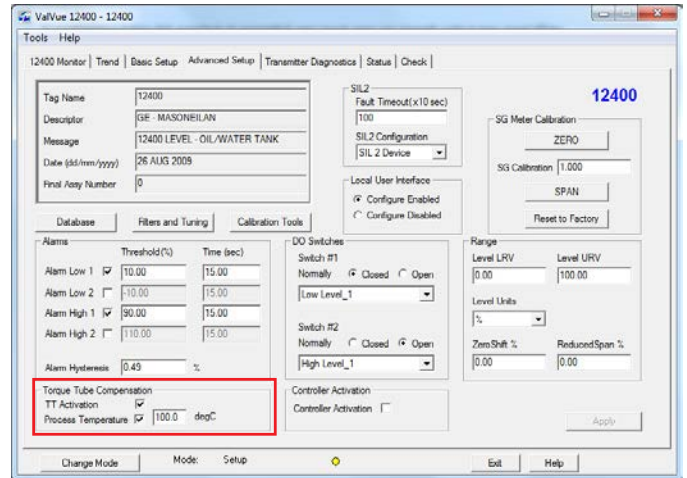 ValVue 12400 - 12400
Tools Help
12400 Monitor Trend Basic Setup Advanced Setup Transmitter Diagnostics Status Check
Tag Name 12400
Descriptor GE - MASONEILAN
Message 12400 LEVEL - OIL/WATER TANK
Date (dd/mm/yyyy) 26 AUG 2009
Final Assy Number 0
SIL2
Fault Timeout(x10 sec)
100
SIL2 Configuration
SIL 2 Device
12400
SG Meter Calibration
ZERO
SG Calibration 1.000
SPAN
Reset to Factory
Local User Interface
Configure Enabled
Configure Disabled
Database Filters and Tuning Calibration Tools
Alarms
Threshold(%) Time (sec)
Alarm Low 1 10.00 15.00
Alarm Low 2 -10.00 15.00
Alarm High 1 90.00 15.00
Alarm High 2 110.00 15.00
Alarm Hysteresis 0.49 %
DO Switches
Switch #1
Normally Closed Open
Low Level_1
Switch #2
Normally Closed Open
High Level_1
Range
Level LRV Level URV
0.00 100.00
Level Units
%
Zero Shift % Reduced Span %
0.00 0.00
Torque Tube Compensation
TT Activation
Process Temperature 100.0 degC
Controller Activation
Controller Activation
Apply
Change Mode Mode: Setup Exit Help